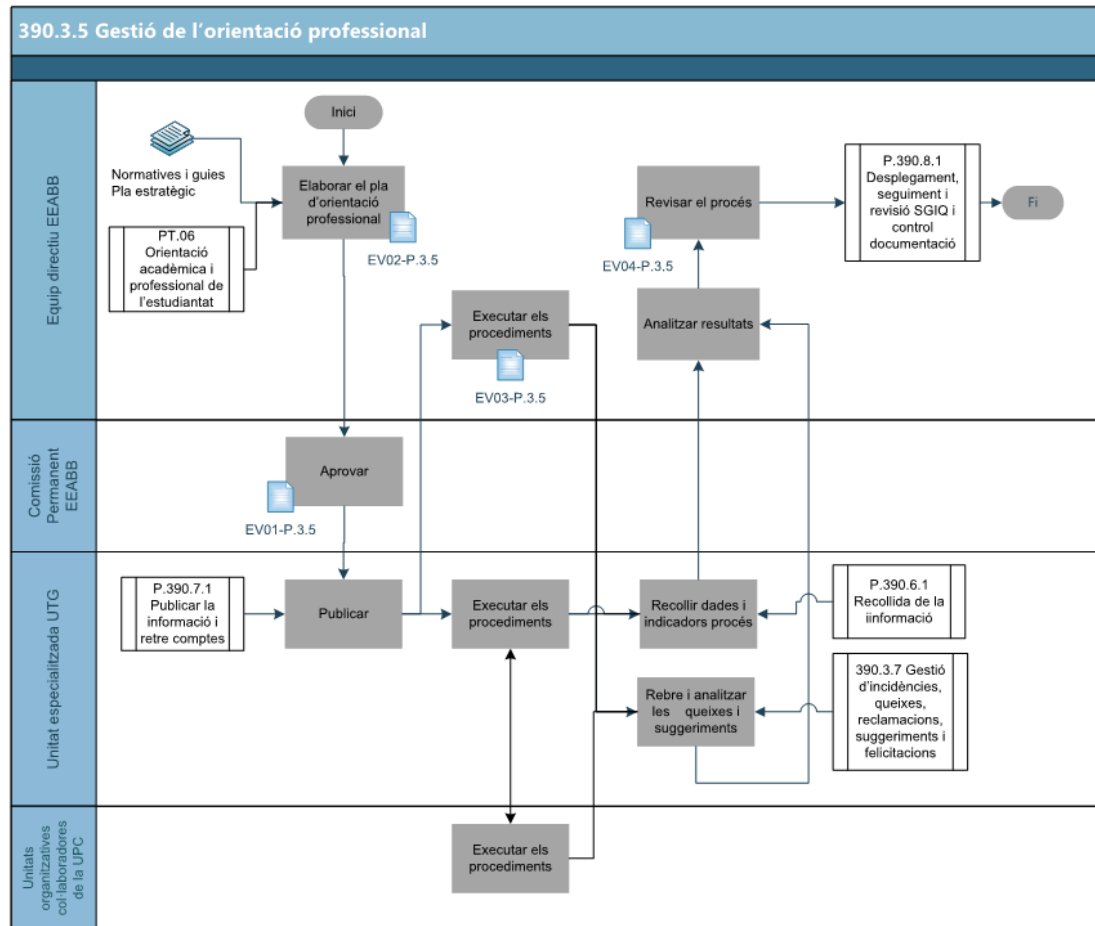 390.3.5 Gestió de l'orientació professional
Equip directiu EEABB
Inici
Normatives i guies
Pla estratègic
PT.06
Orientació
acadèmica i
professional de
l'estudiantat
Elaborar el pla
d'orientació
professional
EV02-P.3.5
Executar els
procediments
EV03-P.3.5
Revisar el procés
EV04-P.3.5
Analitzar resultats
P.390.8.1
Desplegament,
seguiment i
revisió SGIQ i
control
documentació
Fi
Comissió
Permanent
EEABB
Aprovar
EV01-P.3.5
Unitat especialitzada UTG
P.390.7.1
Publicar la
informació i
retre comptes
Publicar
Executar els
procediments
Recollir dades i
indicadors procés
P.390.6.1
Recollida de la
iinformació
Rebre i analitzar
les queixes i
suggeriments
390.3.7 Gestió
d'incidències,
queixes,
reclamacions,
suggeriments i
felicitacions
Unitats
organitzatives
col·laboradores
de la UPC
Executar els
procediments